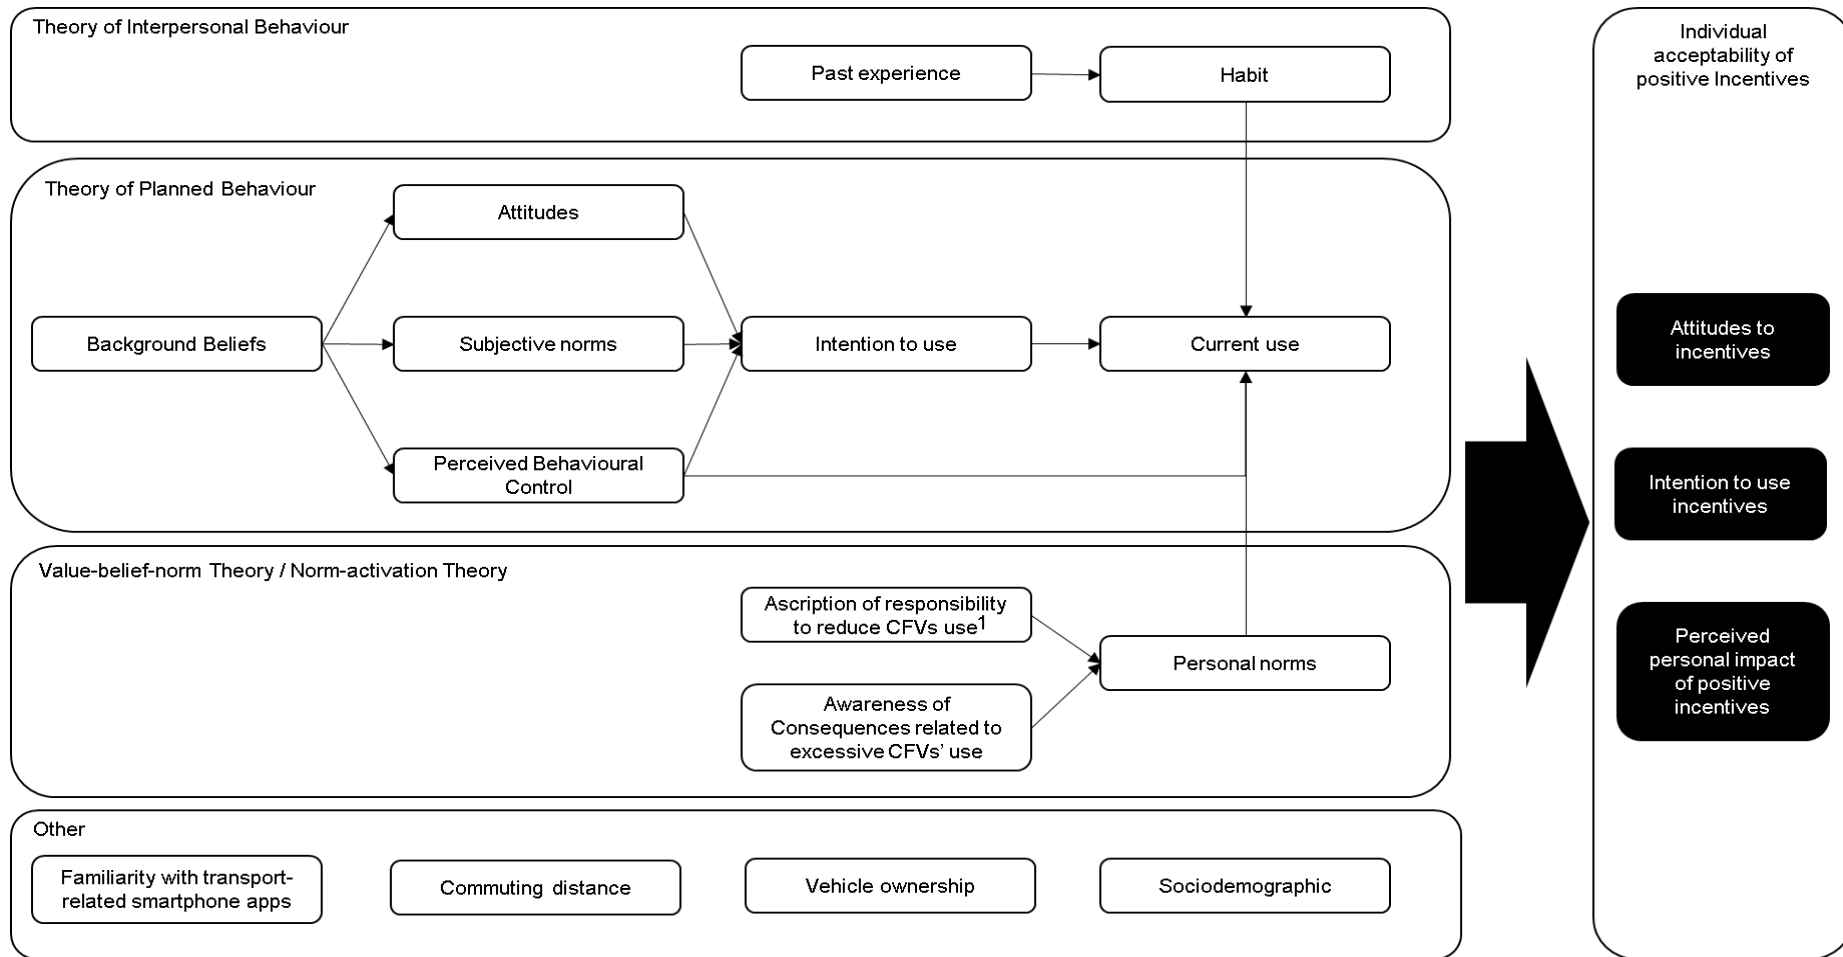 Theory of Interpersonal Behaviour
Past experience
Habit
Theory of Planned Behaviour
Attitudes
Background Beliefs
Subjective norms
Intention to use
Current use
Perceived Behavioural
Control
Value-belief-norm Theory / Norm-activation Theory
Ascription of responsibility
to reduce CFVs use1
Personal norms
Awareness of
Consequences related to
excessive CFVs’ use
Other
Familiarity with transport-
related smartphone apps
Commuting distance
Vehicle ownership
Sociodemographic
Individual
acceptability of
positive Incentives
Attitudes to
incentives
Intention to use
incentives
Perceived
personal impact
of positive
incentives